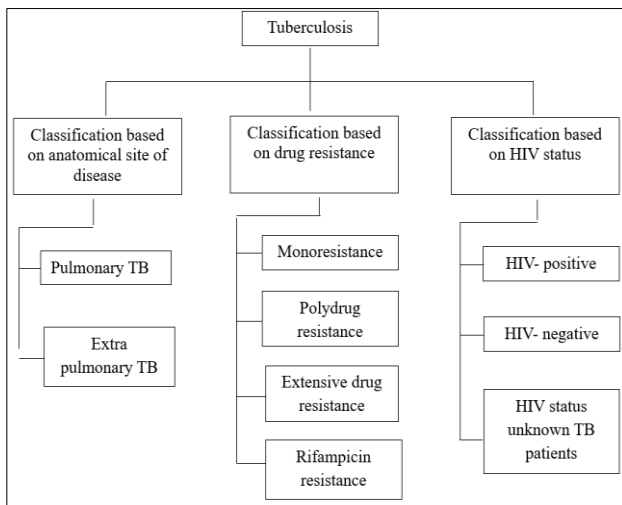 Tuberculosis
Classification based
on anatomical site of
disease
Pulmonary TB
Extra
pulmonary TB
Classification based
on drug resistance
Monoresistance
Polydrug
resistance
Extensive drug
resistance
Rifampicin
resistance
Classification based
on HIV status
HIV- positive
HIV- negative
HIV status
unknown TB
patients